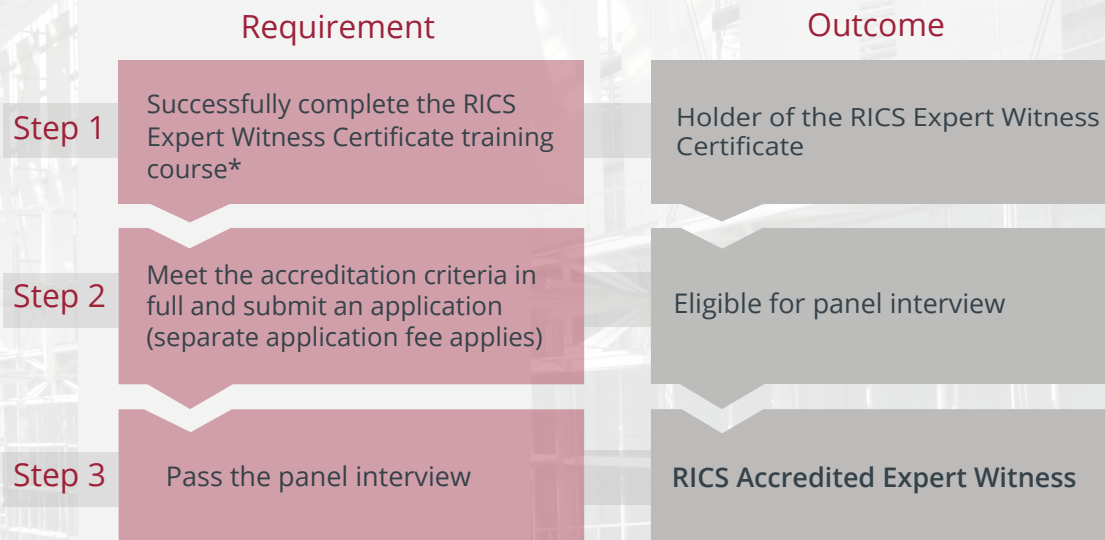 Requirement
Outcome
Step 1
Successfully complete the RICS
Expert Witness Certificate training
course*
Holder of the RICS Expert Witness
Certificate
Step 2
Meet the accreditation criteria in
full and submit an application
(separate application fee applies)
Eligible for panel interview
Step 3
Pass the panel interview
RICS Accredited Expert Witness